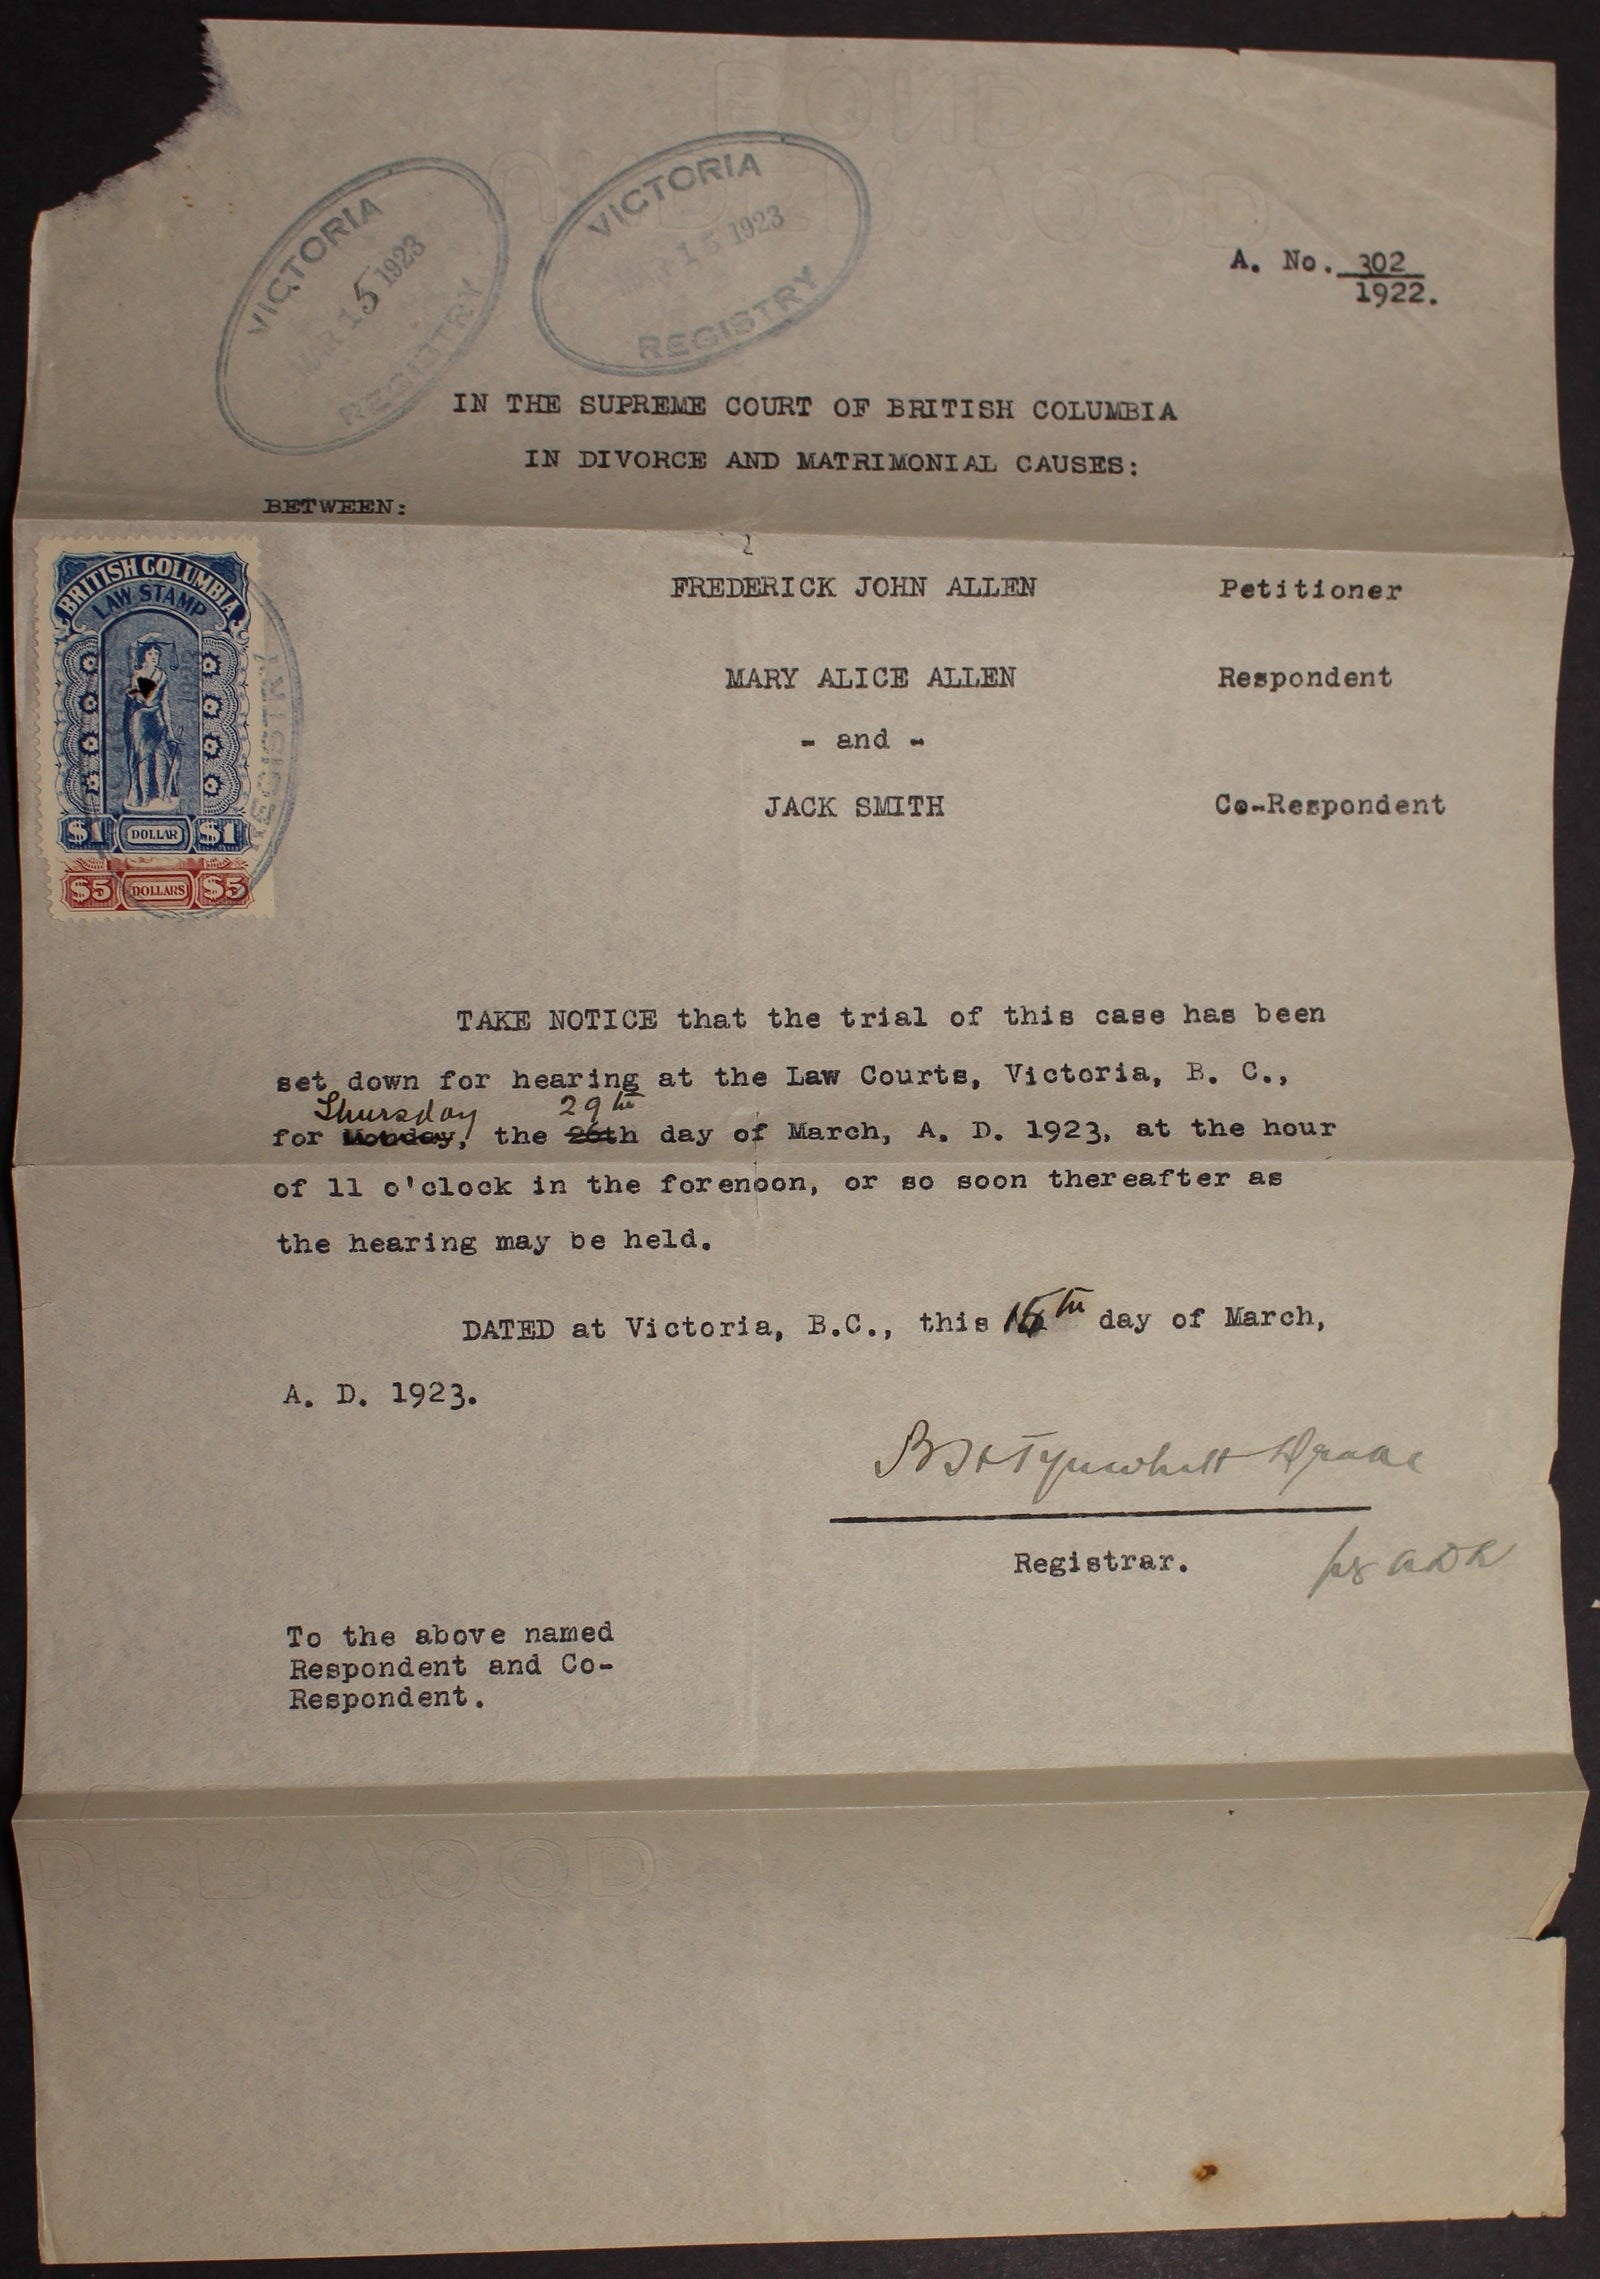 BOND
VICTORIA
MAR 15 1923
REGISTRY
VICTORIA
MAR 15 1923
REGISTRY
A. No. 302
1922.
IN THE SUPREME COURT OF BRITISH COLUMBIA
IN DIVORCE AND MATRIMONIAL CAUSES:
BETWEEN:
BRITISH COLUMBIA
LAW STAMP
$1 DOLLAR $1
$5 DOLLARS $5
REGISTRY
FREDERICK JOHN ALLEN Petitioner
MARY ALICE ALLEN Respondent
- and -
JACK SMITH Co-Respondent
TAKE NOTICE that the trial of this case has been
set down for hearing at the Law Courts, Victoria, B. C.,
Thursday 29th
for Monday, the 26th day of March, A. D. 1923, at the hour
of 11 o'clock in the forenoon, or so soon thereafter as
the hearing may be held.
DATED at Victoria, B.C., this 15th day of March,
A. D. 1923.
B H Tyrwhitt Drake
Registrar.
To the above named
Respondent and Co-
Respondent.